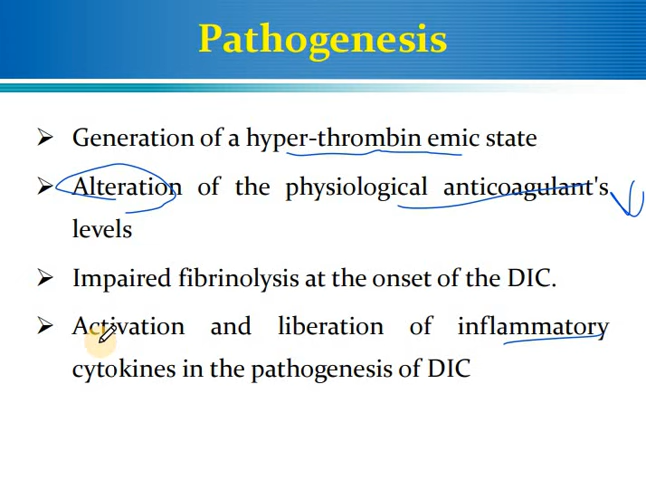 Pathogenesis
➢ Generation of a hyper-thrombin emic state
➢ Alteration of the physiological anticoagulant's
levels
➢ Impaired fibrinolysis at the onset of the DIC.
➢ Activation and liberation of inflammatory
cytokines in the pathogenesis of DIC